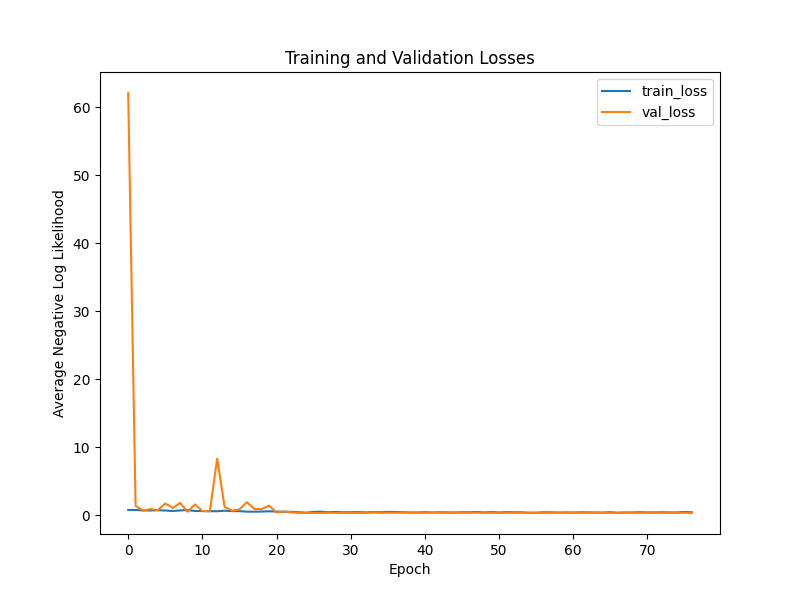 Training and Validation Losses
train_loss
val_loss
Average Negative Log Likelihood
60
50
40
30
20
10
0
0 10 20 30 40 50 60 70
Epoch